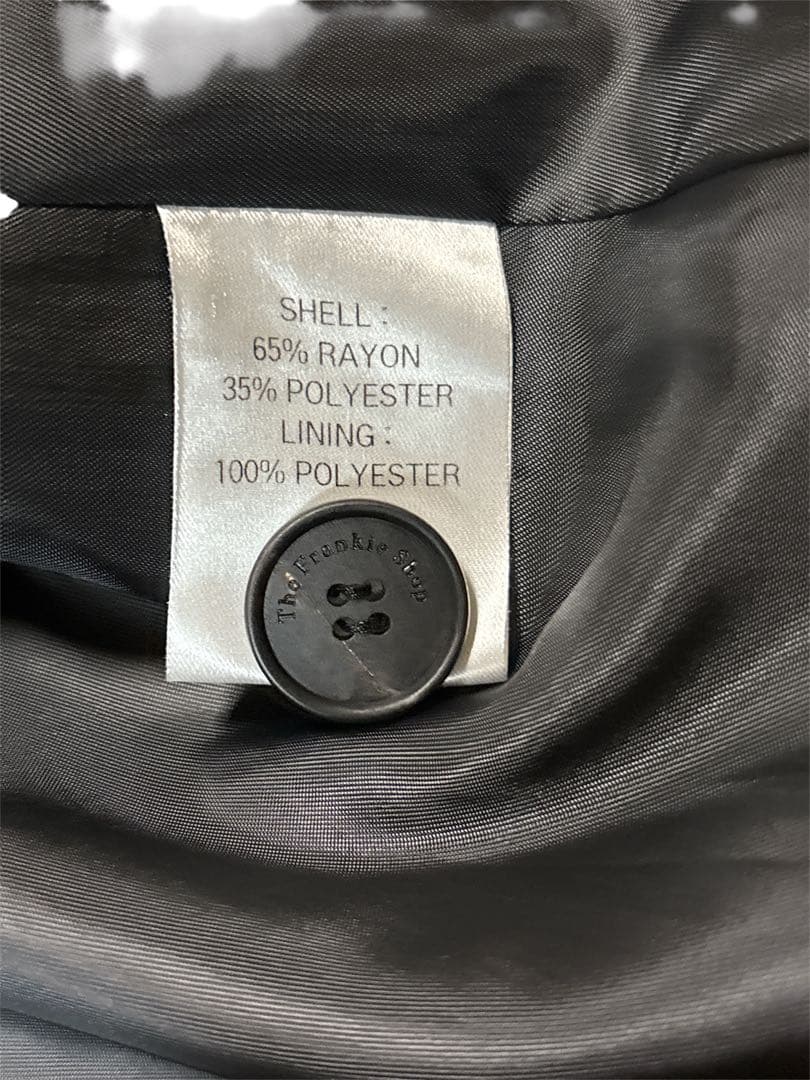 SHELL :
65% RAYON
35% POLYESTER
LINING :
100% POLYESTER
The Frankie Shop